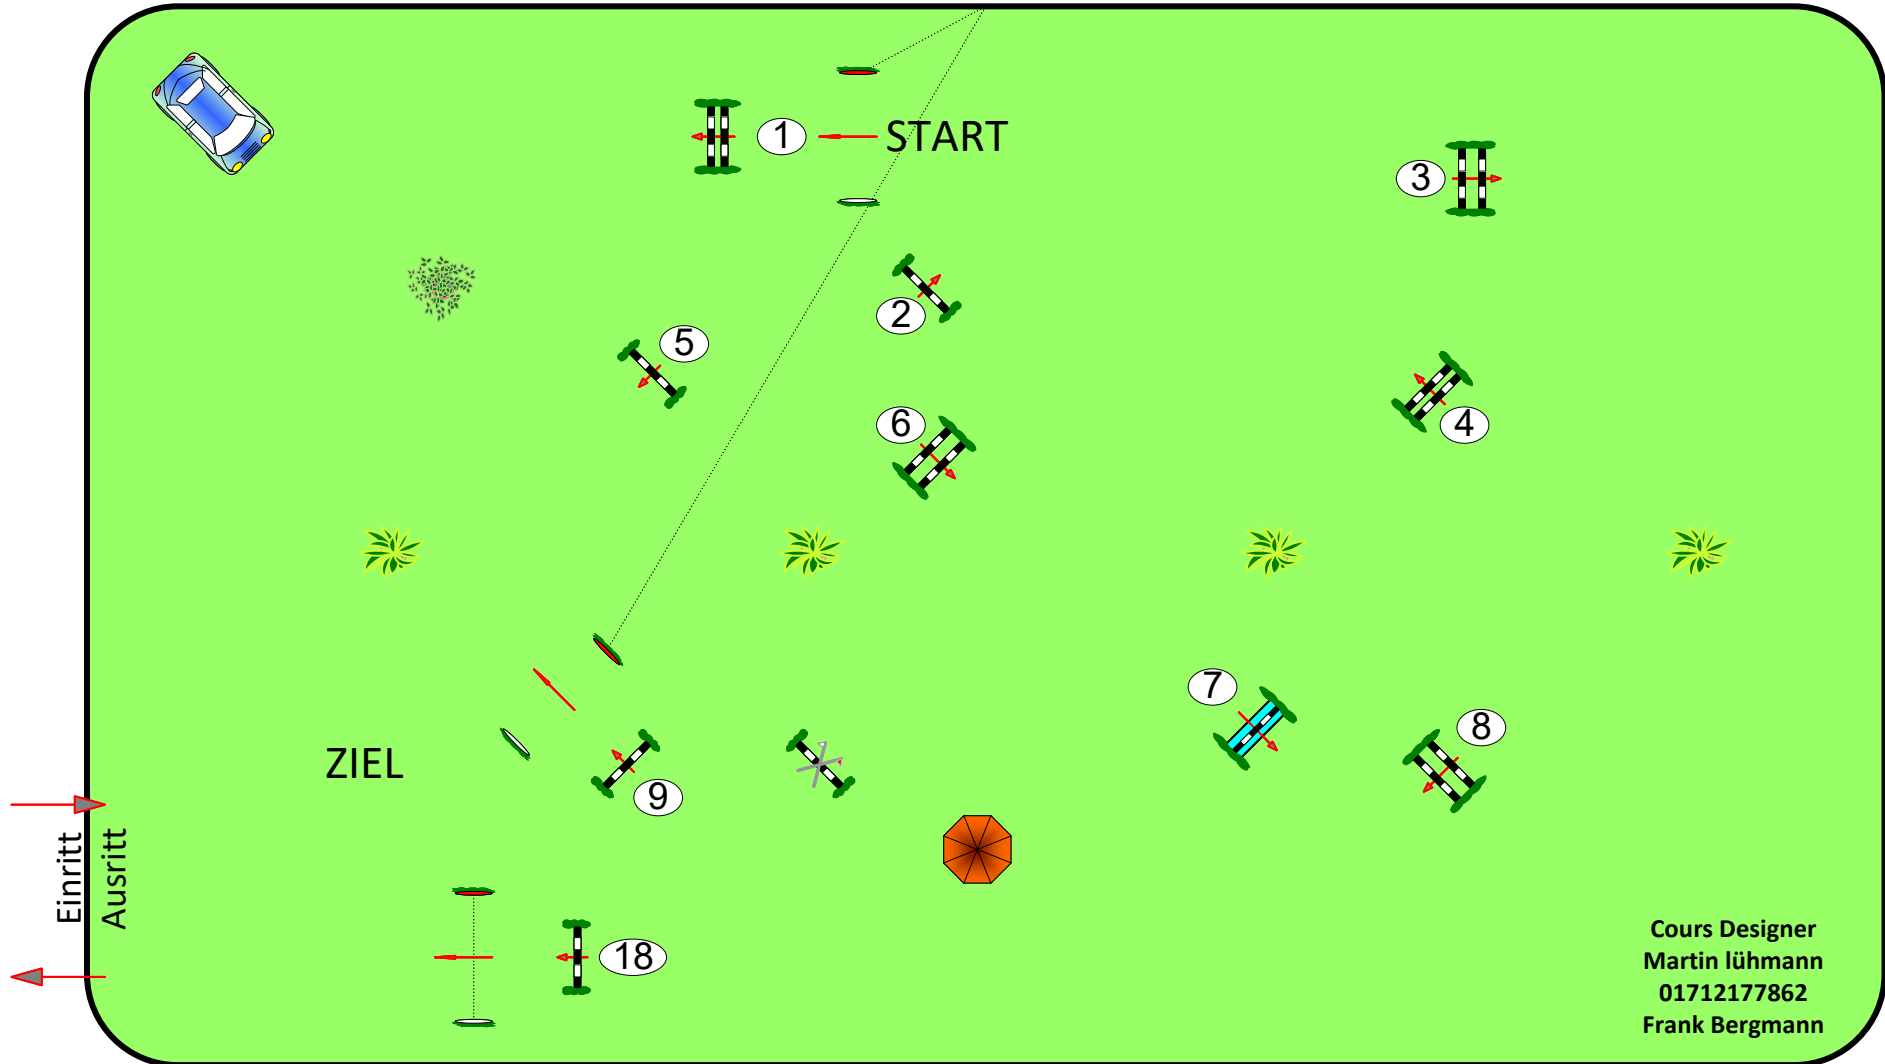 1
START
3
2
5
6
4
7
8
ZIEL
9
Einritt
Ausritt
18
Cours Designer
Martin lühmann
01712177862
Frank Bergmann